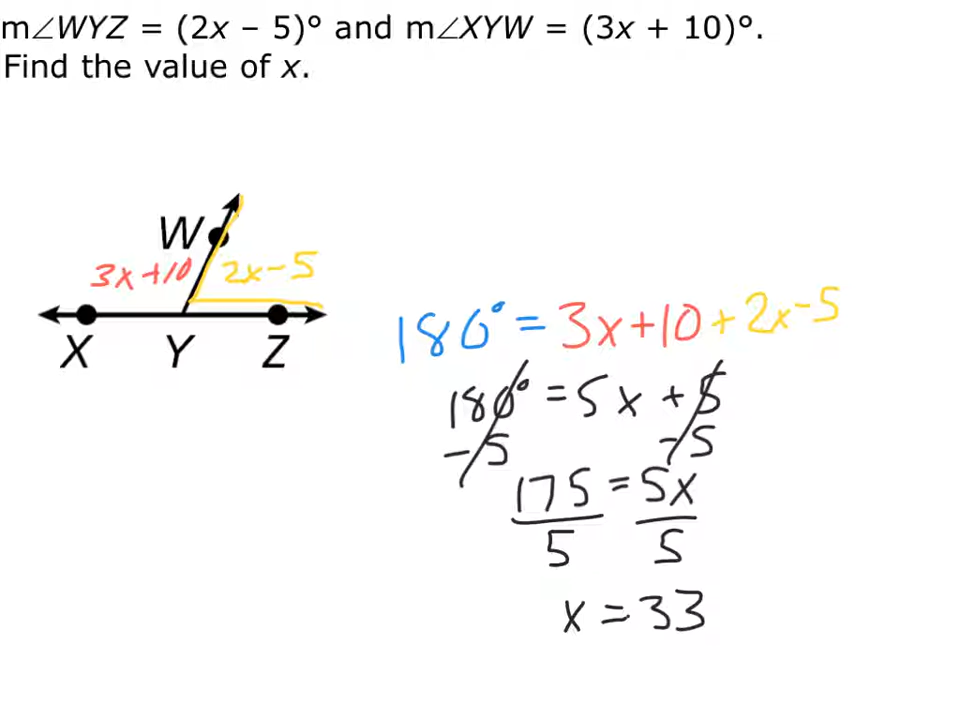 m∠WYZ = (2x – 5)° and m∠XYW = (3x + 10)°.
Find the value of x.
W
3x+10 2x-5
X Y Z
180° = 3x+10+2x-5
180° = 5x + 5
-5 -5
175 = 5x
5 5
x = 33